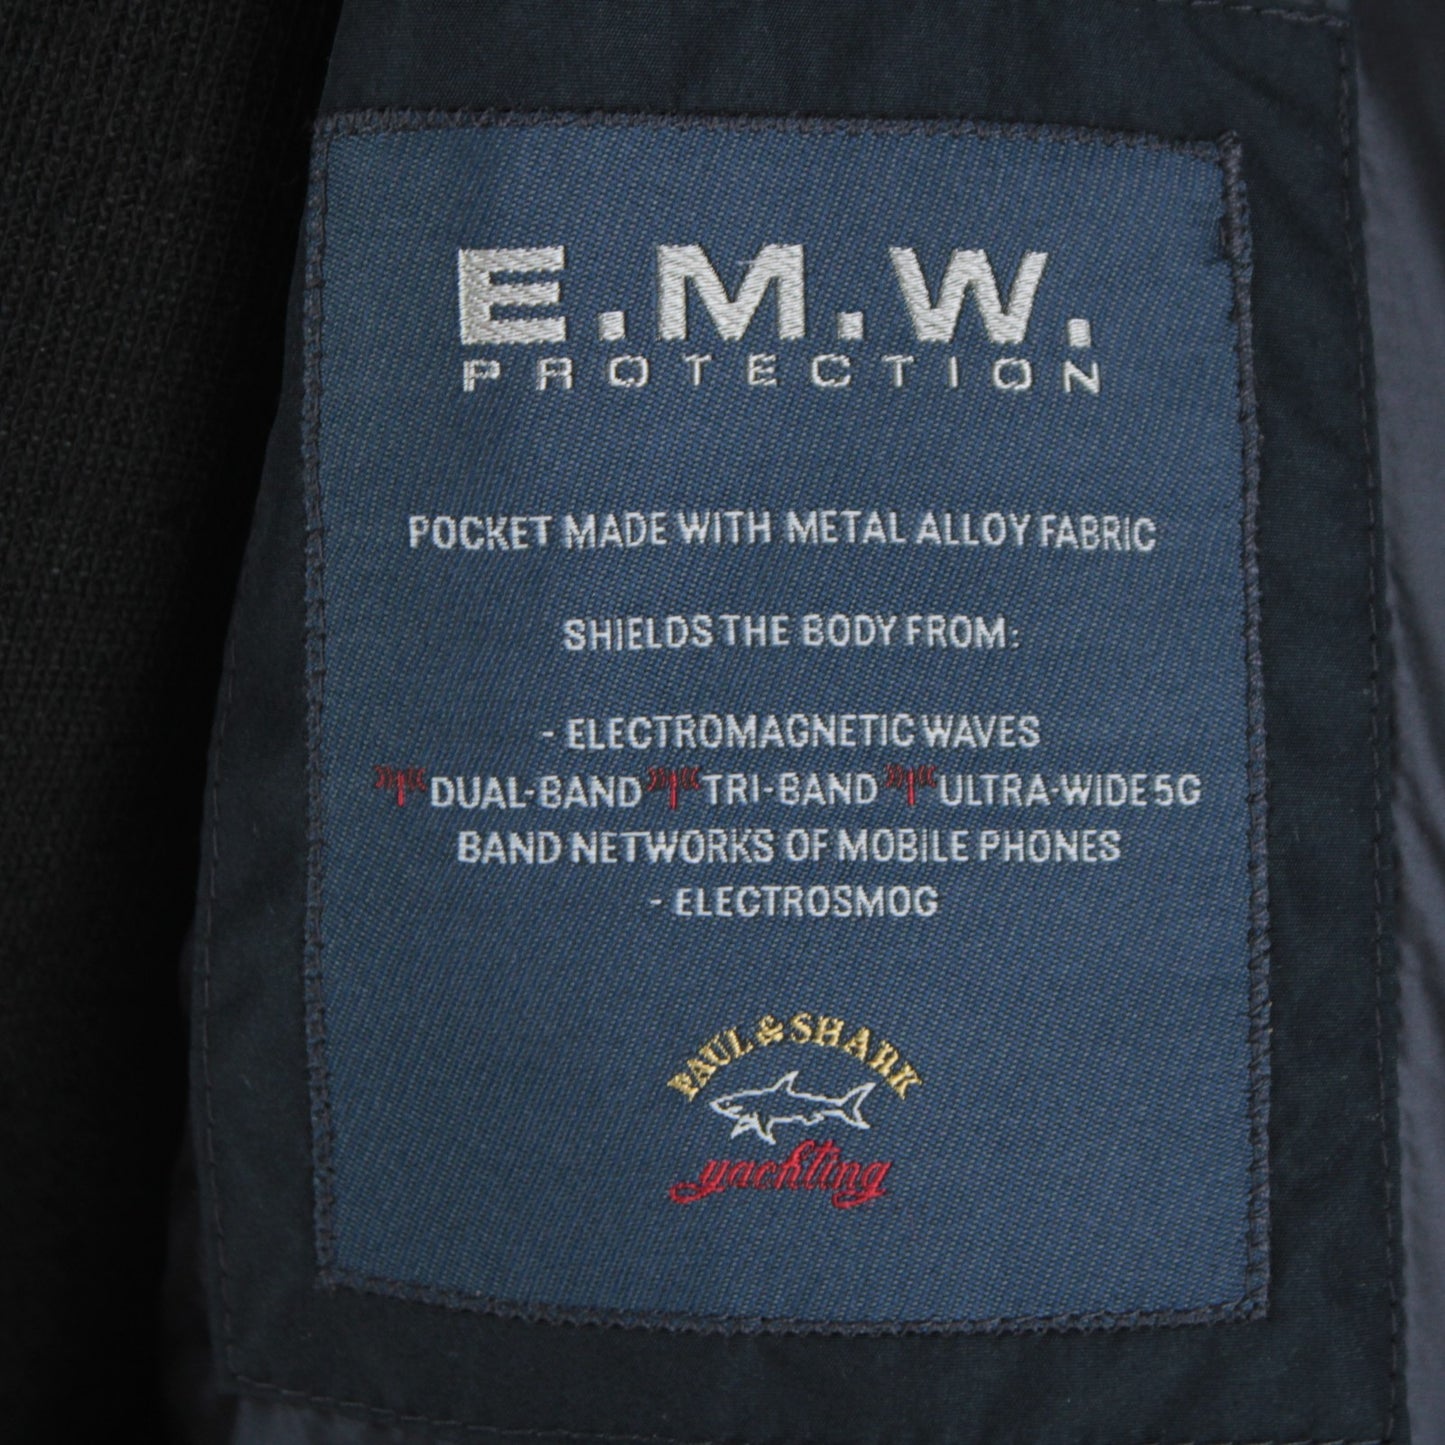 E.M.W.
PROTECTION
POCKET MADE WITH METAL ALLOY FABRIC
SHIELDS THE BODY FROM:
- ELECTROMAGNETIC WAVES
DUAL-BAND TRI-BAND ULTRA-WIDE 5G
BAND NETWORKS OF MOBILE PHONES
- ELECTROSMOG
PAUL & SHARK
yachting